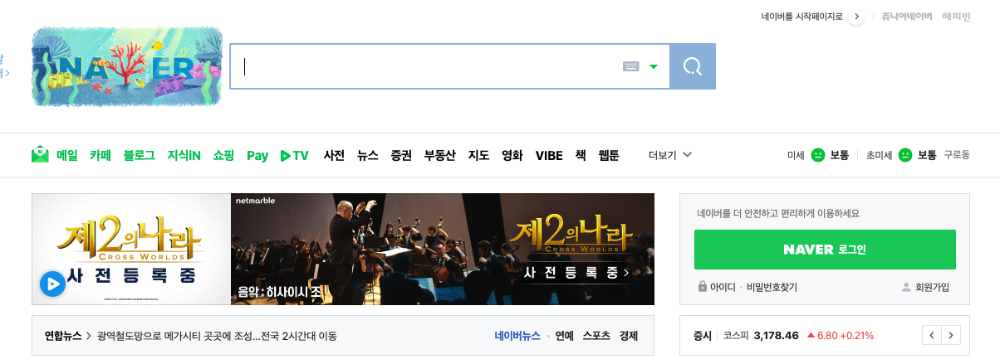 네이버를 시작페이지로
쥬니어네이버 해피빈
NAVER
메일 카페 블로그 지식iN 쇼핑 Pay TV 사전 뉴스 증권 부동산 지도 영화 VIBE 책 웹툰 더보기
미세 보통 초미세 보통 구로동
제2의나라
CROSS WORLDS
사전등록중
netmarble
제2의나라
CROSS WORLDS
사전등록중
음악 : 히사이시 조
네이버를 더 안전하고 편리하게 이용하세요
NAVER 로그인
아이디 · 비밀번호찾기 회원가입
연합뉴스 > 광역철도망으로 메가시티 곳곳에 조성...전국 2시간대 이동
네이버뉴스 · 연예 스포츠 경제
증시 코스피 3,178.46 ▲ 6.80 +0.21%